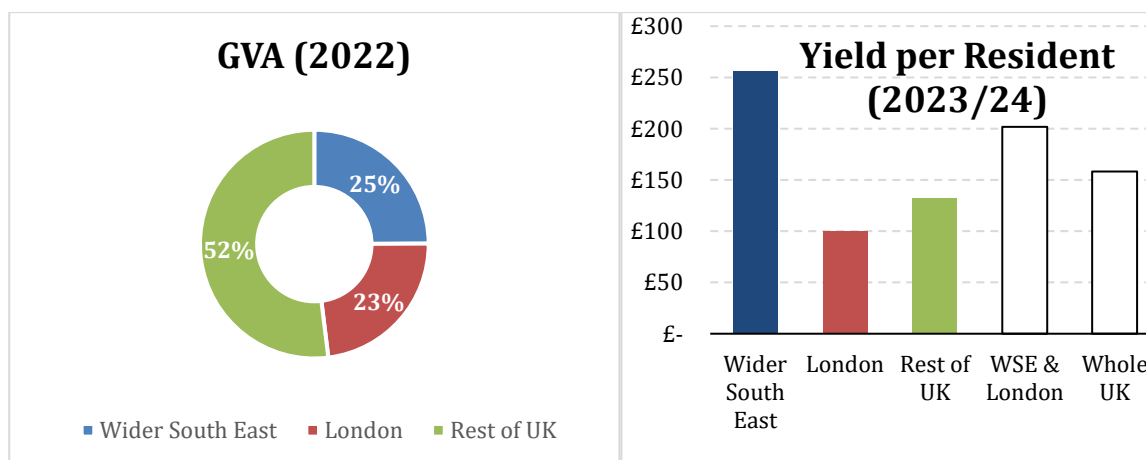 GVA (2022)
25%
52%
23%
Wider South East
London
Rest of UK
Yield per Resident
(2023/24)
£300
£250
£200
£150
£100
£50
£-
Wider
South
East
London
Rest of
UK
WSE &
London
Whole
UK